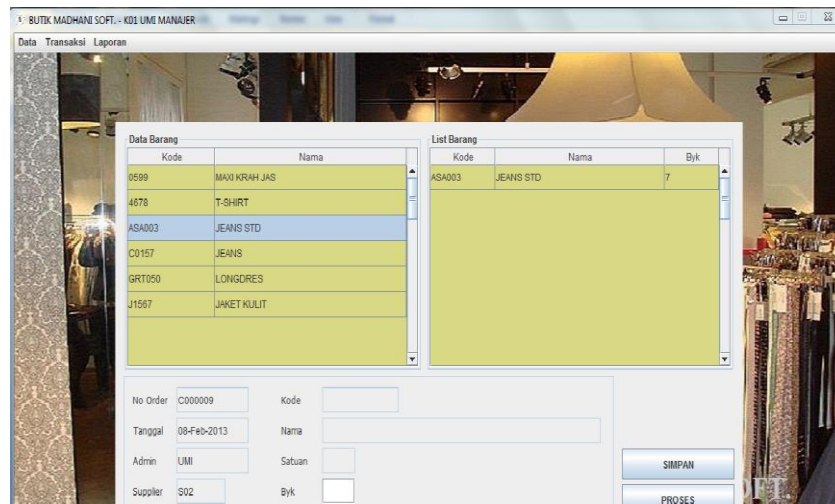 BUTIK MADHANI SOFT. - K01 UMI MANAJER
Data Transaksi Laporan
Data Barang
Kode Nama
0599 MAXI KRAH JAS
4678 T-SHIRT
ASA003 JEANS STD
C0157 JEANS
GRT050 LONGDRES
J1567 JAKET KULIT
List Barang
Kode Nama Byk
ASA003 JEANS STD 7
No Order C000009 Kode
Tanggal 08-Feb-2013 Nama
Admin UMI Satuan
Supplier S02 Byk
SIMPAN
PROSES